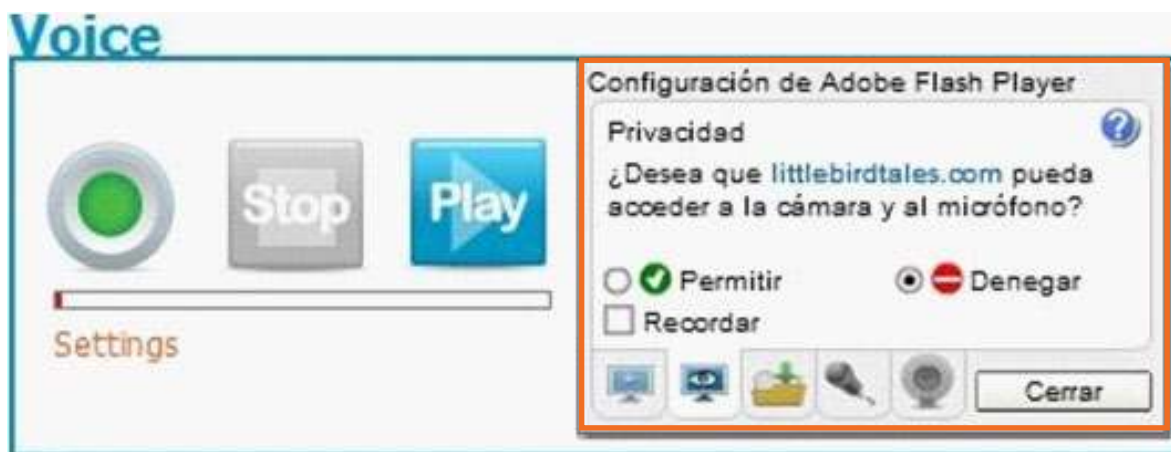 Voice
Stop
Play
Settings
Configuración de Adobe Flash Player
Privacidad
¿Desea que littlebirdtales.com pueda
acceder a la cámara y al micrófono?
Permitir
Denegar
Recordar
Cerrar